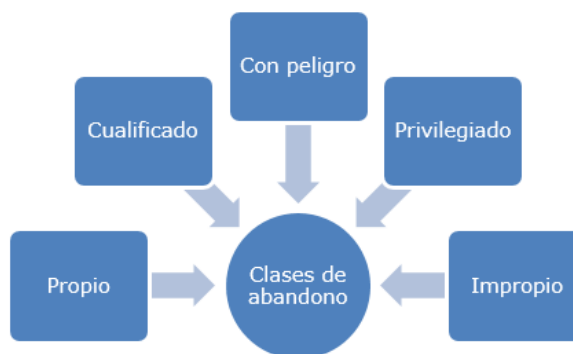 Con peligro
Cualificado
Privilegiado
Propio
Clases de
abandono
Impropio